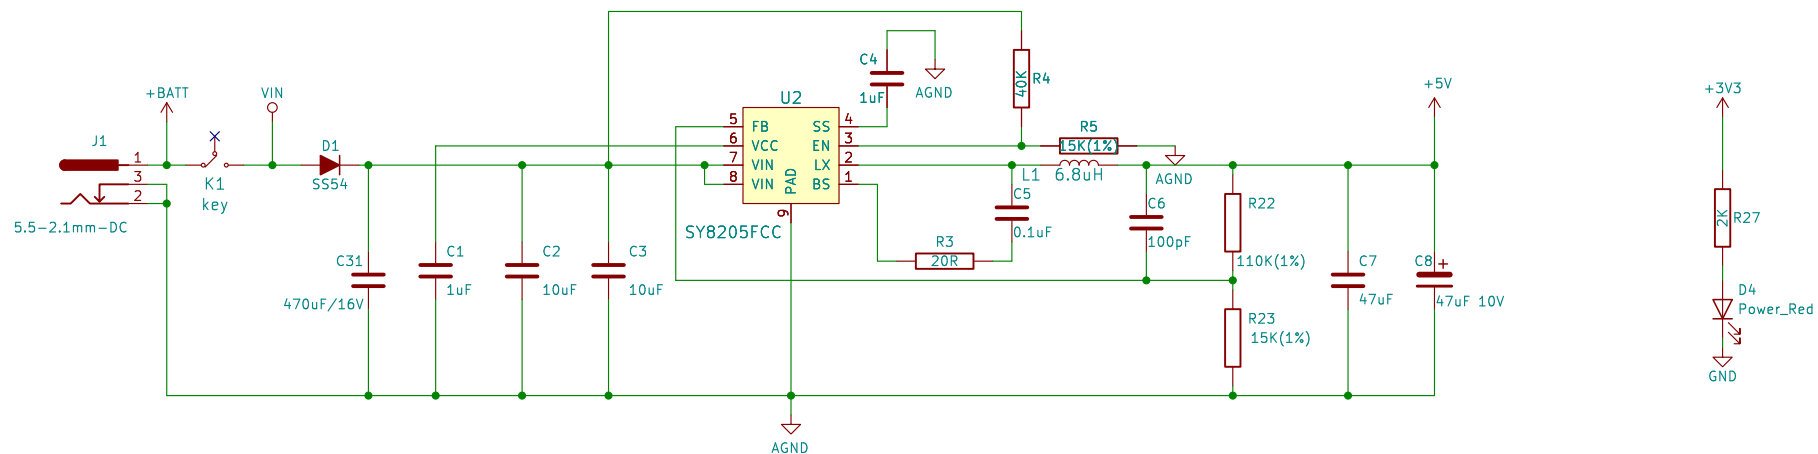 +BATT
VIN
J1
1
3
2
5.5-2.1mm-DC
K1
key
D1
SS54
C31
470uF/16V
C1
1uF
C2
10uF
C3
10uF
U2
5
FB
6
VCC
7
VIN
8
VIN
SS
4
EN
3
LX
2
BS
1
PAD
9
SY8205FCC
AGND
C4
1uF
AGND
R4
40K
R5
15K(1%)
AGND
L1
6.8uH
C5
0.1uF
R3
20R
C6
100pF
R22
110K(1%)
R23
15K(1%)
C7
47uF
+5V
C8
+
47uF 10V
+3V3
R27
2K
D4
Power_Red
GND